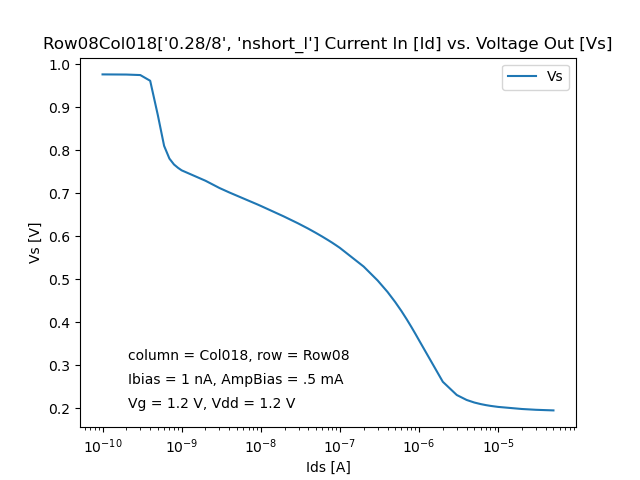 Row08Col018['0.28/8', 'nshort_l'] Current In [Id] vs. Voltage Out [Vs]
1.0
Vs
0.9
0.8
0.7
0.6
Vs [V]
0.5
0.4
0.3
column = Col018, row = Row08
Ibias = 1 nA, AmpBias = .5 mA
Vg = 1.2 V, Vdd = 1.2 V
0.2
10⁻¹⁰ 10⁻⁹ 10⁻⁸ 10⁻⁷ 10⁻⁶ 10⁻⁵
Ids [A]